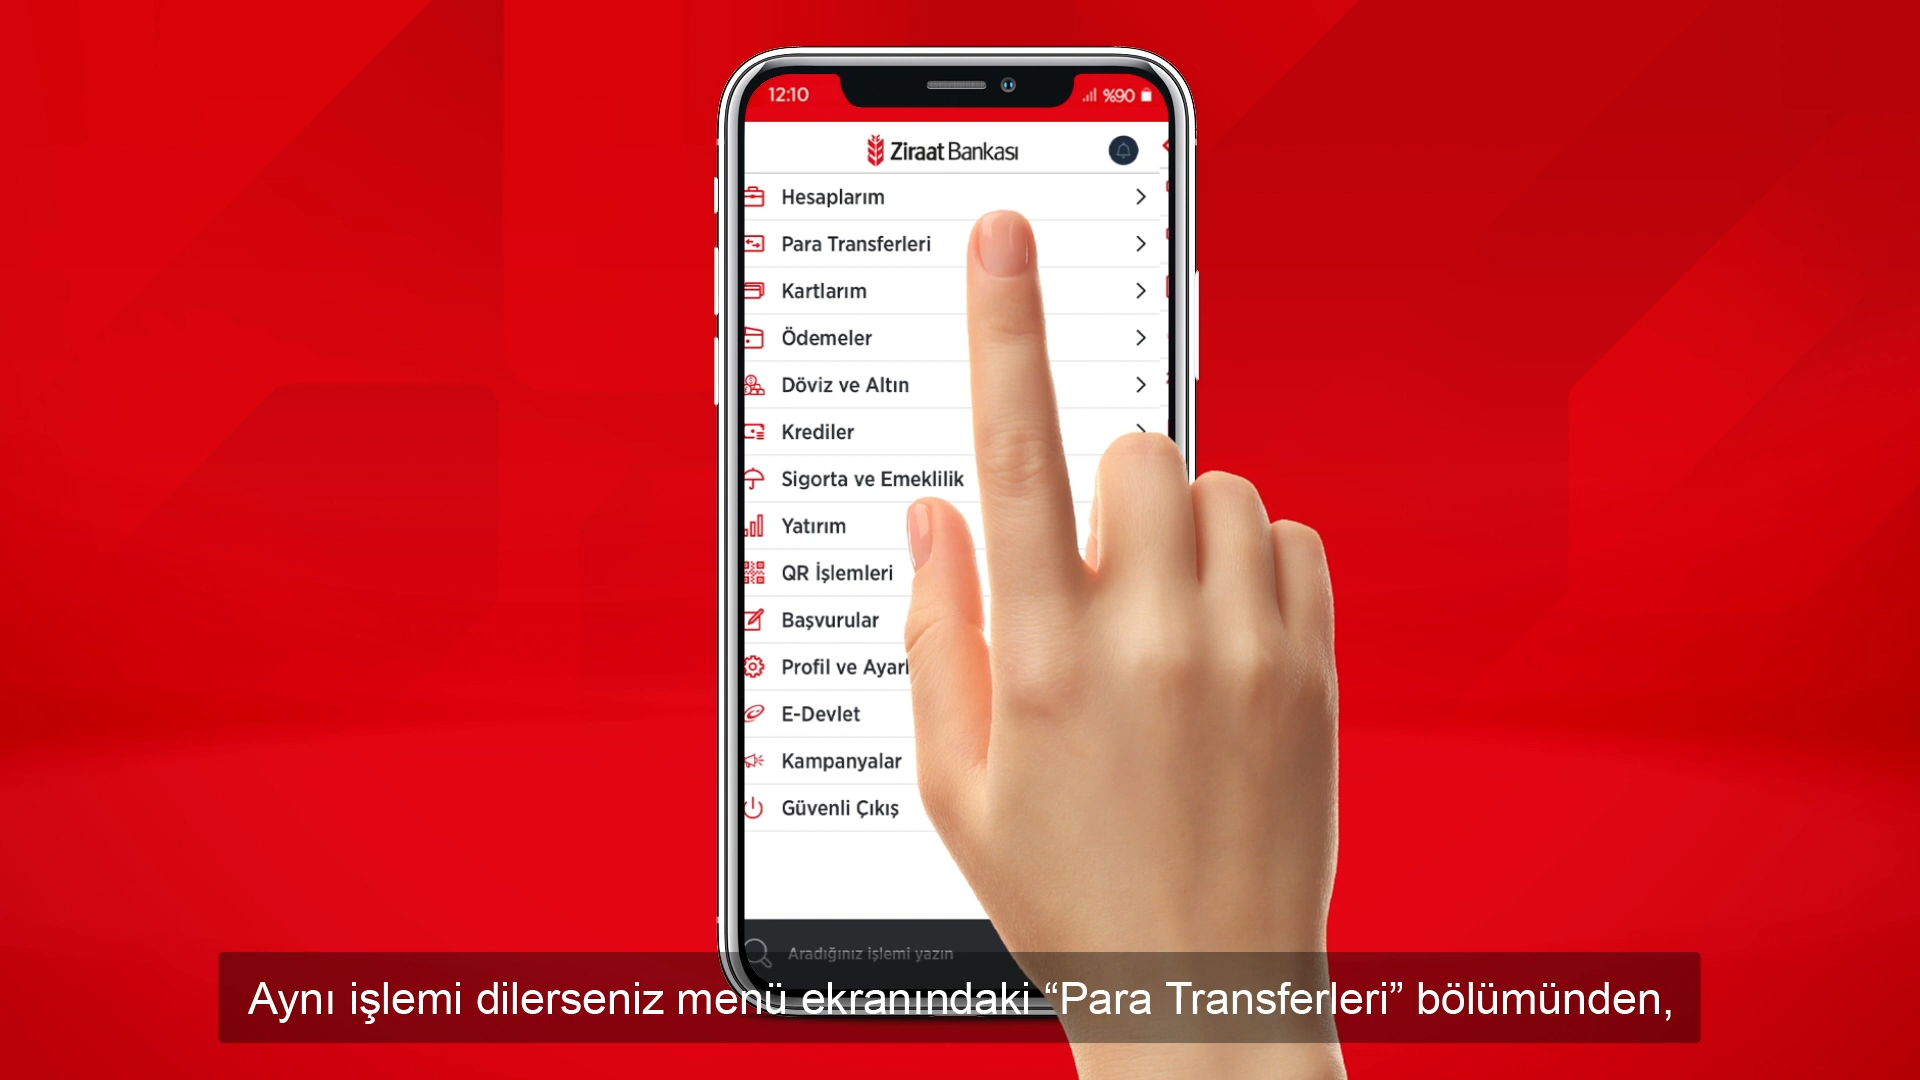 12:10
%90
Ziraat Bankası
Hesaplarım
Para Transferleri
Kartlarım
Ödemeler
Döviz ve Altın
Krediler
Sigorta ve Emeklilik
Yatırım
QR İşlemleri
Başvurular
Profil ve Ayarl
E-Devlet
Kampanyalar
Güvenli Çıkış
Aradığınız işlemi yazın
Aynı işlemi dilerseniz menü ekranındaki “Para Transferleri” bölümünden,